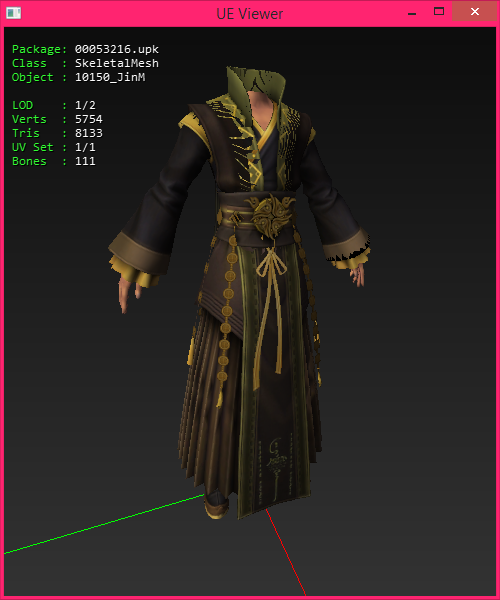 UE Viewer
Package: 00053216.upk
Class  : SkeletalMesh
Object : 10150_JinM
LOD    : 1/2
Verts  : 5754
Tris   : 8133
UV Set : 1/1
Bones  : 111